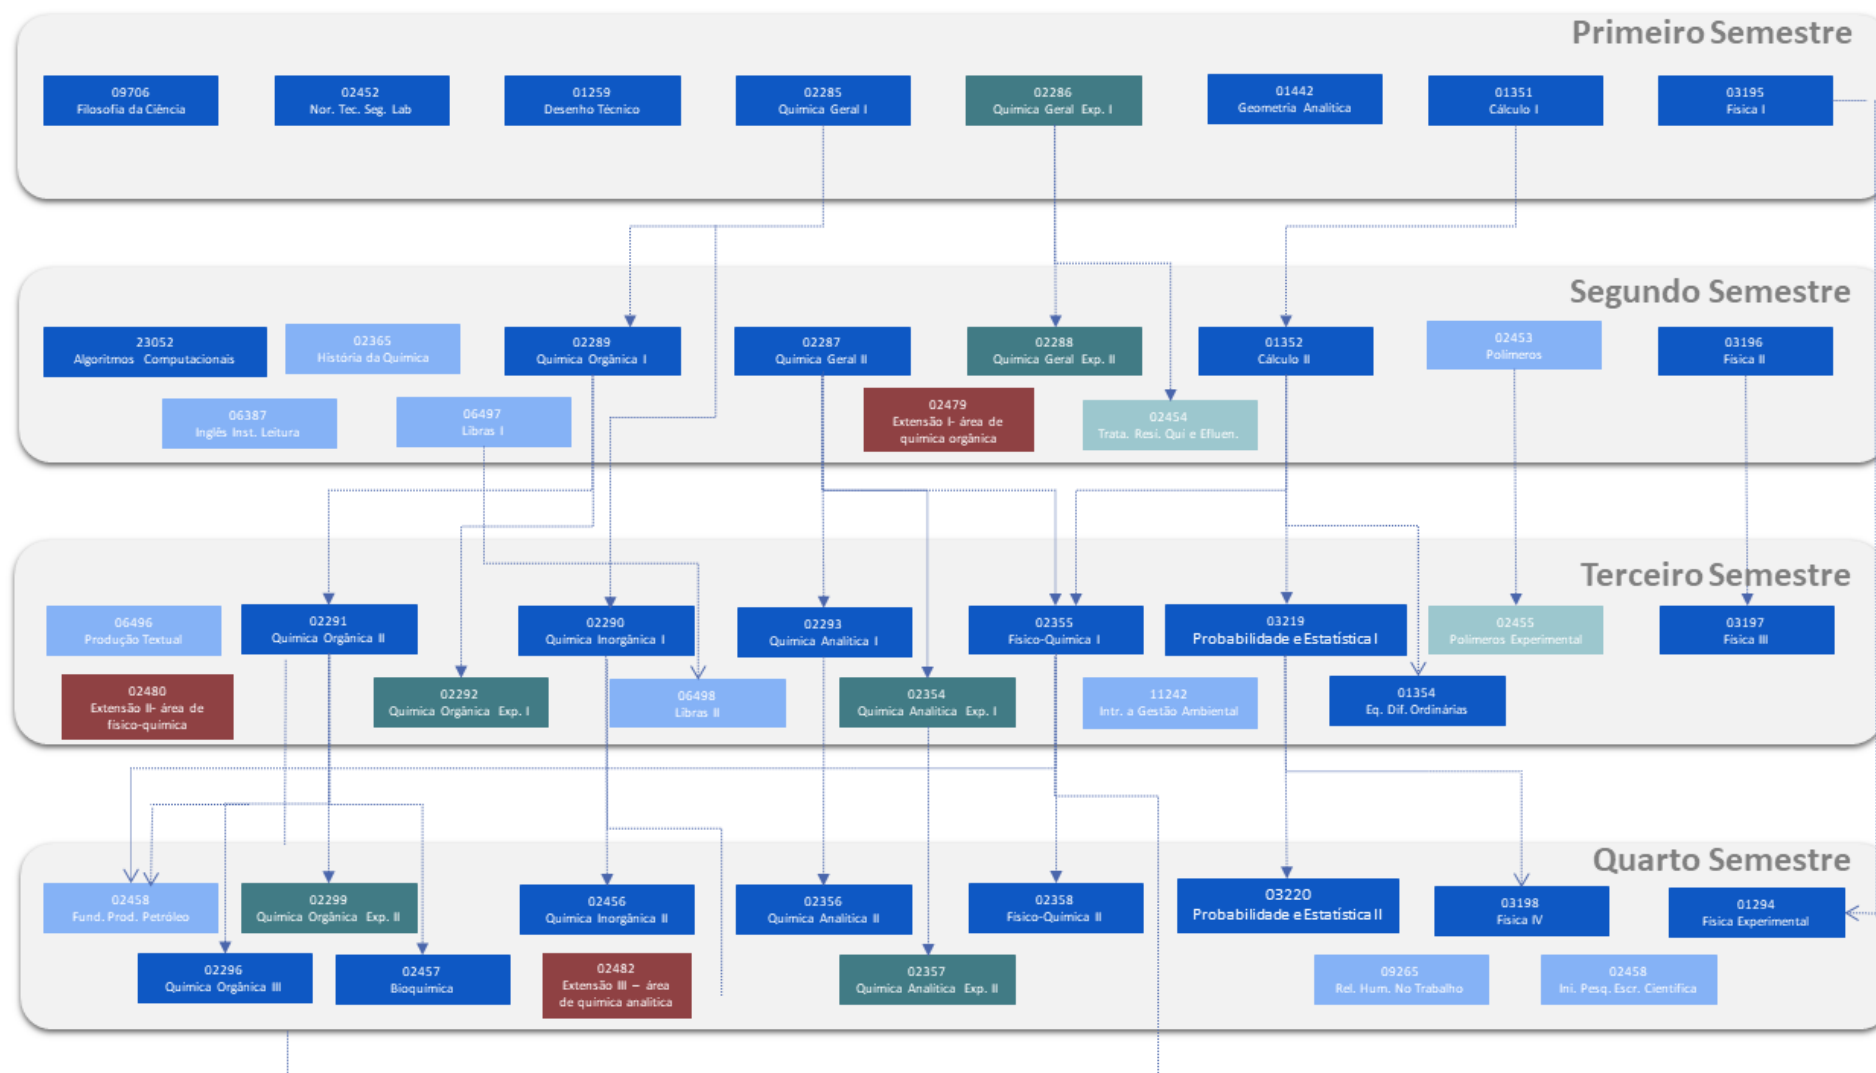 Primeiro Semestre
09706
Filosofia da Ciência
02452
Nor. Tec. Seg. Lab
01259
Desenho Técnico
02285
Química Geral I
02286
Química Geral Exp. I
01442
Geometria Analítica
01351
Cálculo I
03195
Física I
Segundo Semestre
23052
Algoritmos Computacionais
02365
História da Química
02289
Química Orgânica I
02287
Química Geral II
02288
Química Geral Exp. II
01352
Cálculo II
02453
Polímeros
03196
Física II
06387
Inglês Inst. Leitura
06497
Libras I
02479
Extensão I- área de
química orgânica
02454
Trata. Resi. Quí e Efluen.
Terceiro Semestre
06496
Produção Textual
02291
Química Orgânica II
02290
Química Inorgânica I
02293
Química Analítica I
02355
Físico-Química I
03219
Probabilidade e Estatística I
02455
Polímeros Experimental
03197
Física III
02480
Extensão II- área de
físico-química
02292
Química Orgânica Exp. I
06498
Libras II
02354
Química Analítica Exp. I
11242
Intr. a Gestão Ambiental
01354
Eq. Dif. Ordinárias
Quarto Semestre
02458
Fund. Prod. Petróleo
02299
Química Orgânica Exp. II
02456
Química Inorgânica II
02356
Química Analítica II
02358
Físico-Química II
03220
Probabilidade e Estatística II
03198
Física IV
01294
Física Experimental
02296
Química Orgânica III
02457
Bioquímica
02482
Extensão III – área
de química analítica
02357
Química Analítica Exp. II
09265
Rel. Hum. No Trabalho
02458
Ini. Pesq. Escr. Científica